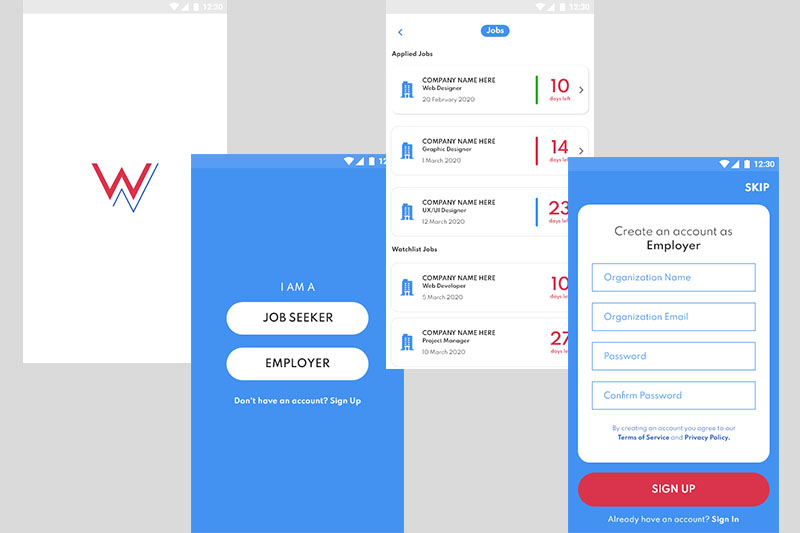 12:30
W
12
I AM A
JOB SEEKER
EMPLOYER
Don't have an account? Sign Up
12:30
Jobs
Applied Jobs
COMPANY NAME HERE
Web Designer
20 February 2020
10
days left
COMPANY NAME HERE
Graphic Designer
1 March 2020
14
days left
COMPANY NAME HERE
UX/UI Designer
12 March 2020
23
days left
Watchlist Jobs
COMPANY NAME HERE
Web Developer
5 March 2020
10
days left
COMPANY NAME HERE
Project Manager
10 March 2020
27
days left
12:30
SKIP
Create an account as
Employer
Organization Name
Organization Email
Password
Confirm Password
By creating an account you agree to our
Terms of Service and Privacy Policy.
SIGN UP
Already have an account? Sign In